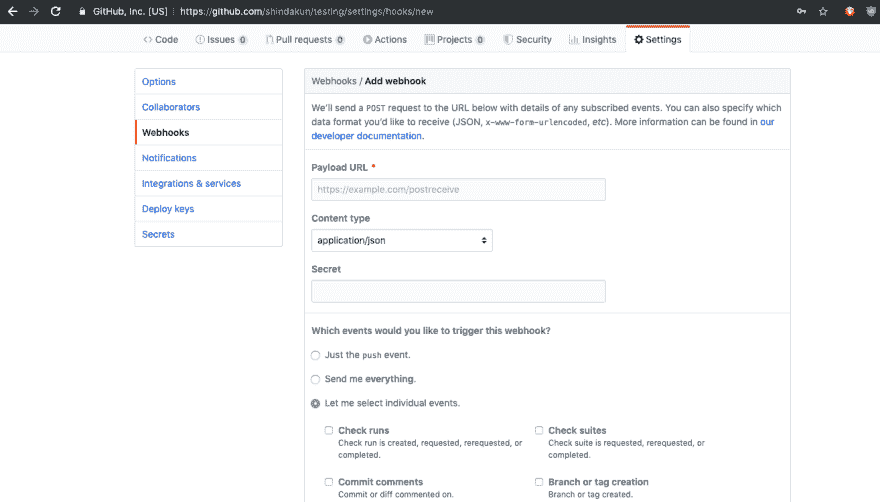 GitHub, Inc. [US] https://github.com/shindakun/testing/settings/hooks/new
Code Issues 0 Pull requests 0 Actions Projects 0 Security Insights Settings
Options
Collaborators
Webhooks
Notifications
Integrations & services
Deploy keys
Secrets
Webhooks / Add webhook
We'll send a POST request to the URL below with details of any subscribed events. You can also specify which
data format you'd like to receive (JSON, x-www-form-urlencoded, etc). More information can be found in our
developer documentation.
Payload URL *
https://example.com/postreceive
Content type
application/json
Secret
Which events would you like to trigger this webhook?
Just the push event.
Send me everything.
Let me select individual events.
Check runs
Check run is created, requested, rerequested, or
completed.
Check suites
Check suite is requested, rerequested, or
completed.
Commit comments
Commit or diff commented on.
Branch or tag creation
Branch or tag created.